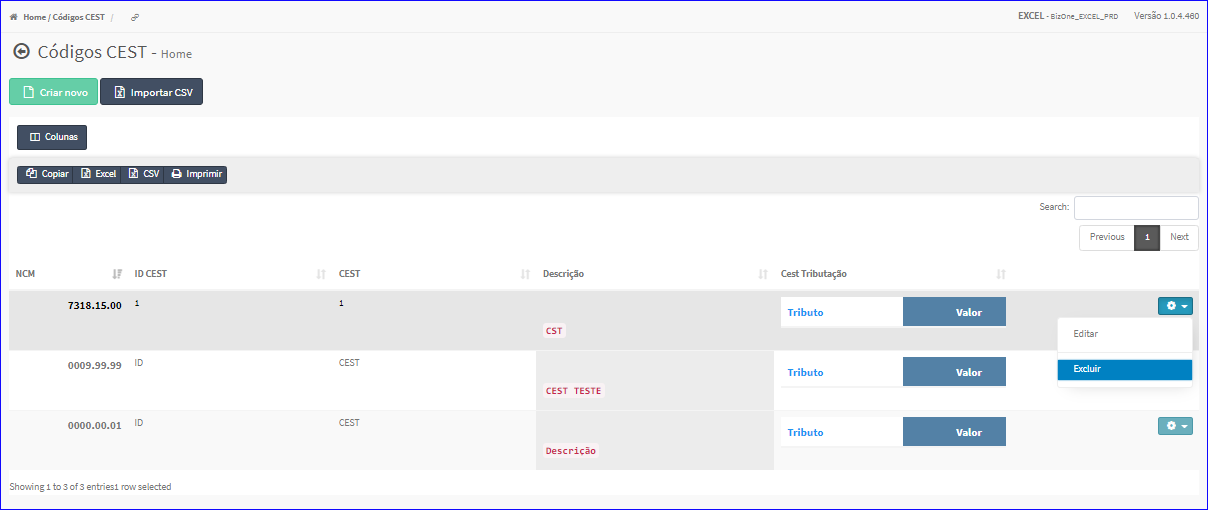 Home / Códigos CEST /
EXCEL - BizOne_EXCEL_PRD Versão 1.0.4.460
Códigos CEST - Home
Criar novo Importar CSV
Colunas
Copiar Excel CSV Imprimir
Search:
Previous 1 Next
NCM ID CEST CEST Descrição Cest Tributação
7318.15.00 1 1 CST Tributo Valor
Editar
Excluir
0009.99.99 ID CEST CEST TESTE Tributo Valor
0000.00.01 ID CEST Descrição Tributo Valor
Showing 1 to 3 of 3 entries1 row selected